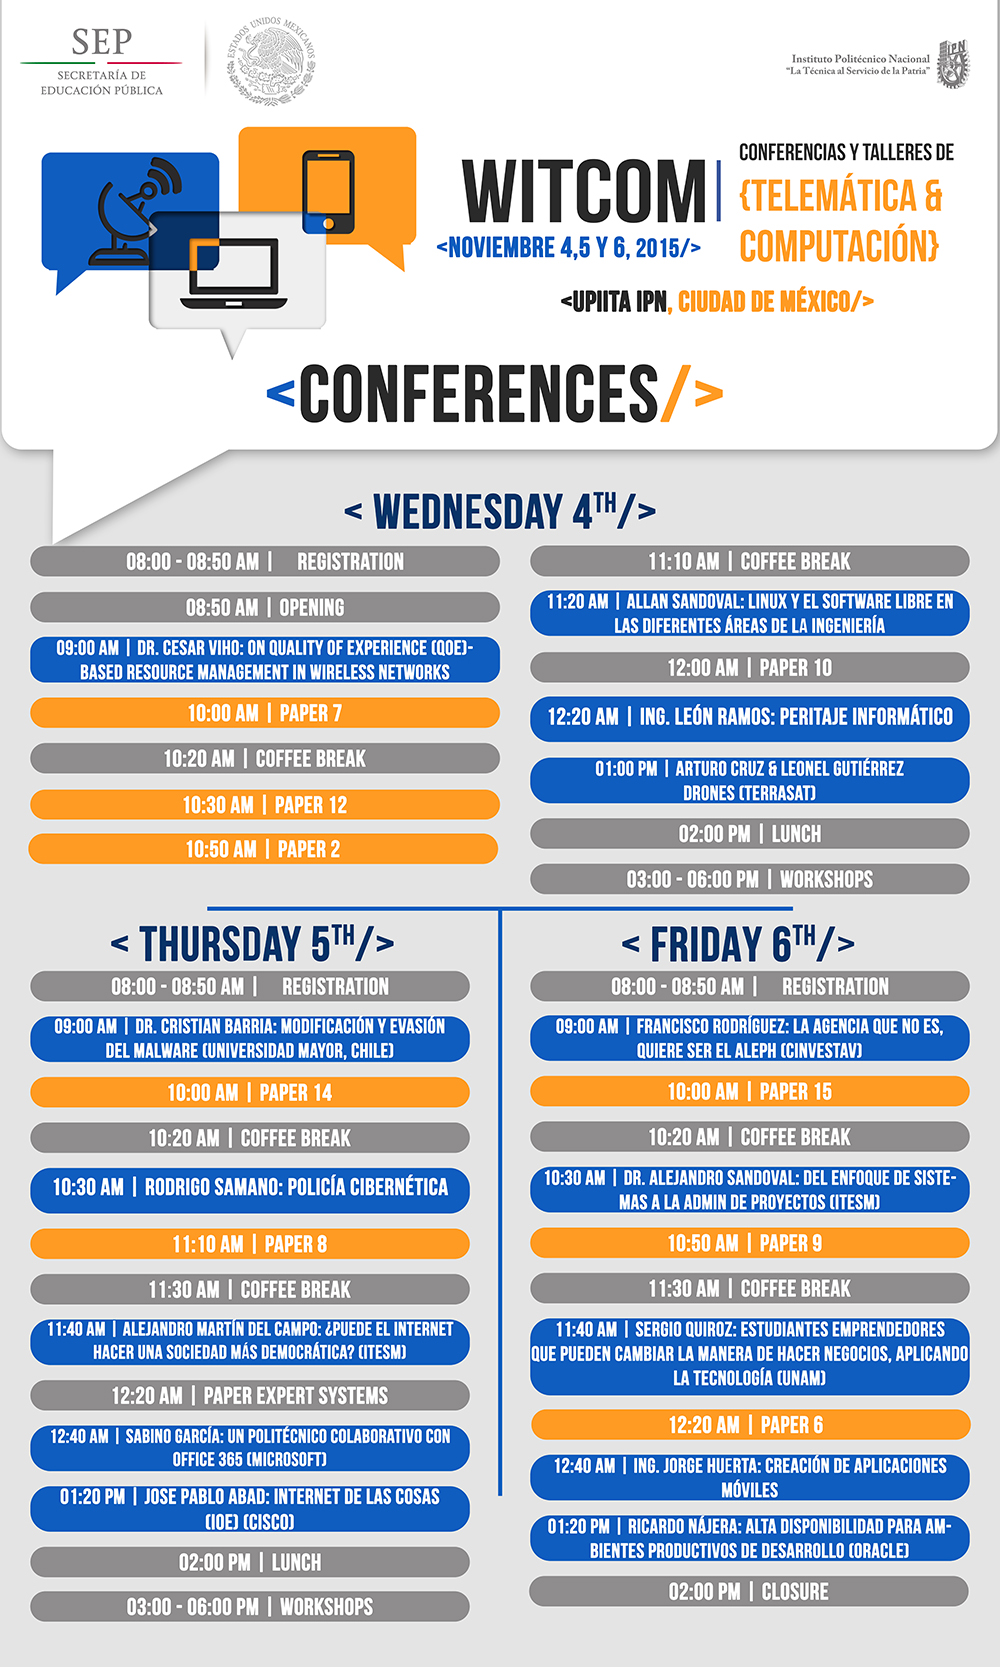 SEP
SECRETARÍA DE
EDUCACIÓN PÚBLICA
ESTADOS UNIDOS MEXICANOS
Instituto Politécnico Nacional
"La Técnica al Servicio de la Patria"
IPN
WITCOM
<NOVIEMBRE 4,5 Y 6, 2015/>
CONFERENCIAS Y TALLERES DE
{TELEMÁTICA &
COMPUTACIÓN}
<UPIITA IPN, CIUDAD DE MÉXICO/>
<CONFERENCES/>
< WEDNESDAY 4TH/>
08:00 - 08:50 AM | REGISTRATION
08:50 AM | OPENING
09:00 AM | DR. CESAR VIHO: ON QUALITY OF EXPERIENCE (QOE)-
BASED RESOURCE MANAGEMENT IN WIRELESS NETWORKS
10:00 AM | PAPER 7
10:20 AM | COFFEE BREAK
10:30 AM | PAPER 12
10:50 AM | PAPER 2
11:10 AM | COFFEE BREAK
11:20 AM | ALLAN SANDOVAL: LINUX Y EL SOFTWARE LIBRE EN
LAS DIFERENTES ÁREAS DE LA INGENIERÍA
12:00 AM | PAPER 10
12:20 AM | ING. LEÓN RAMOS: PERITAJE INFORMÁTICO
01:00 PM | ARTURO CRUZ & LEONEL GUTIÉRREZ
DRONES (TERRASAT)
02:00 PM | LUNCH
03:00 - 06:00 PM | WORKSHOPS
< THURSDAY 5TH/>
08:00 - 08:50 AM | REGISTRATION
09:00 AM | DR. CRISTIAN BARRIA: MODIFICACIÓN Y EVASIÓN
DEL MALWARE (UNIVERSIDAD MAYOR, CHILE)
10:00 AM | PAPER 14
10:20 AM | COFFEE BREAK
10:30 AM | RODRIGO SAMANO: POLICÍA CIBERNÉTICA
11:10 AM | PAPER 8
11:30 AM | COFFEE BREAK
11:40 AM | ALEJANDRO MARTÍN DEL CAMPO: ¿PUEDE EL INTERNET
HACER UNA SOCIEDAD MÁS DEMOCRÁTICA? (ITESM)
12:20 AM | PAPER EXPERT SYSTEMS
12:40 AM | SABINO GARCÍA: UN POLITÉCNICO COLABORATIVO CON
OFFICE 365 (MICROSOFT)
01:20 PM | JOSE PABLO ABAD: INTERNET DE LAS COSAS
(IOE) (CISCO)
02:00 PM | LUNCH
03:00 - 06:00 PM | WORKSHOPS
< FRIDAY 6TH/>
08:00 - 08:50 AM | REGISTRATION
09:00 AM | FRANCISCO RODRÍGUEZ: LA AGENCIA QUE NO ES,
QUIERE SER EL ALEPH (CINVESTAV)
10:00 AM | PAPER 15
10:20 AM | COFFEE BREAK
10:30 AM | DR. ALEJANDRO SANDOVAL: DEL ENFOQUE DE SISTE-
MAS A LA ADMIN DE PROYECTOS (ITESM)
10:50 AM | PAPER 9
11:30 AM | COFFEE BREAK
11:40 AM | SERGIO QUIROZ: ESTUDIANTES EMPRENDEDORES
QUE PUEDEN CAMBIAR LA MANERA DE HACER NEGOCIOS, APLICANDO
LA TECNOLOGÍA (UNAM)
12:20 AM | PAPER 6
12:40 AM | ING. JORGE HUERTA: CREACIÓN DE APLICACIONES
MÓVILES
01:20 PM | RICARDO NÁJERA: ALTA DISPONIBILIDAD PARA AM-
BIENTES PRODUCTIVOS DE DESARROLLO (ORACLE)
02:00 PM | CLOSURE